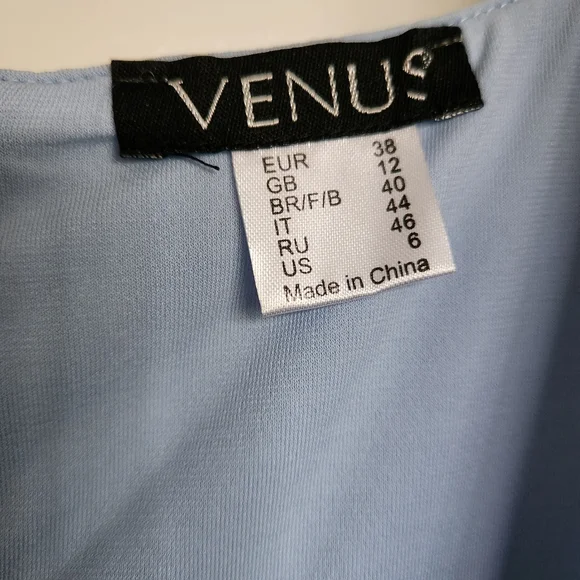 VENUS
EUR 38
GB 12
BR/F/B 40
IT 44
RU 46
US 6
Made in China